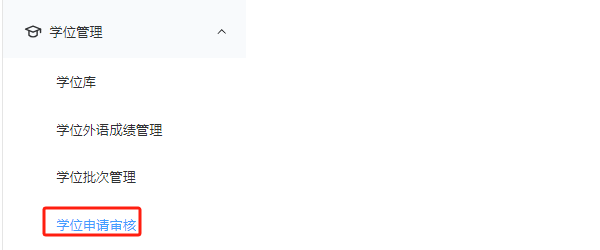 学位管理
学位库
学位外语成绩管理
学位批次管理
学位申请审核